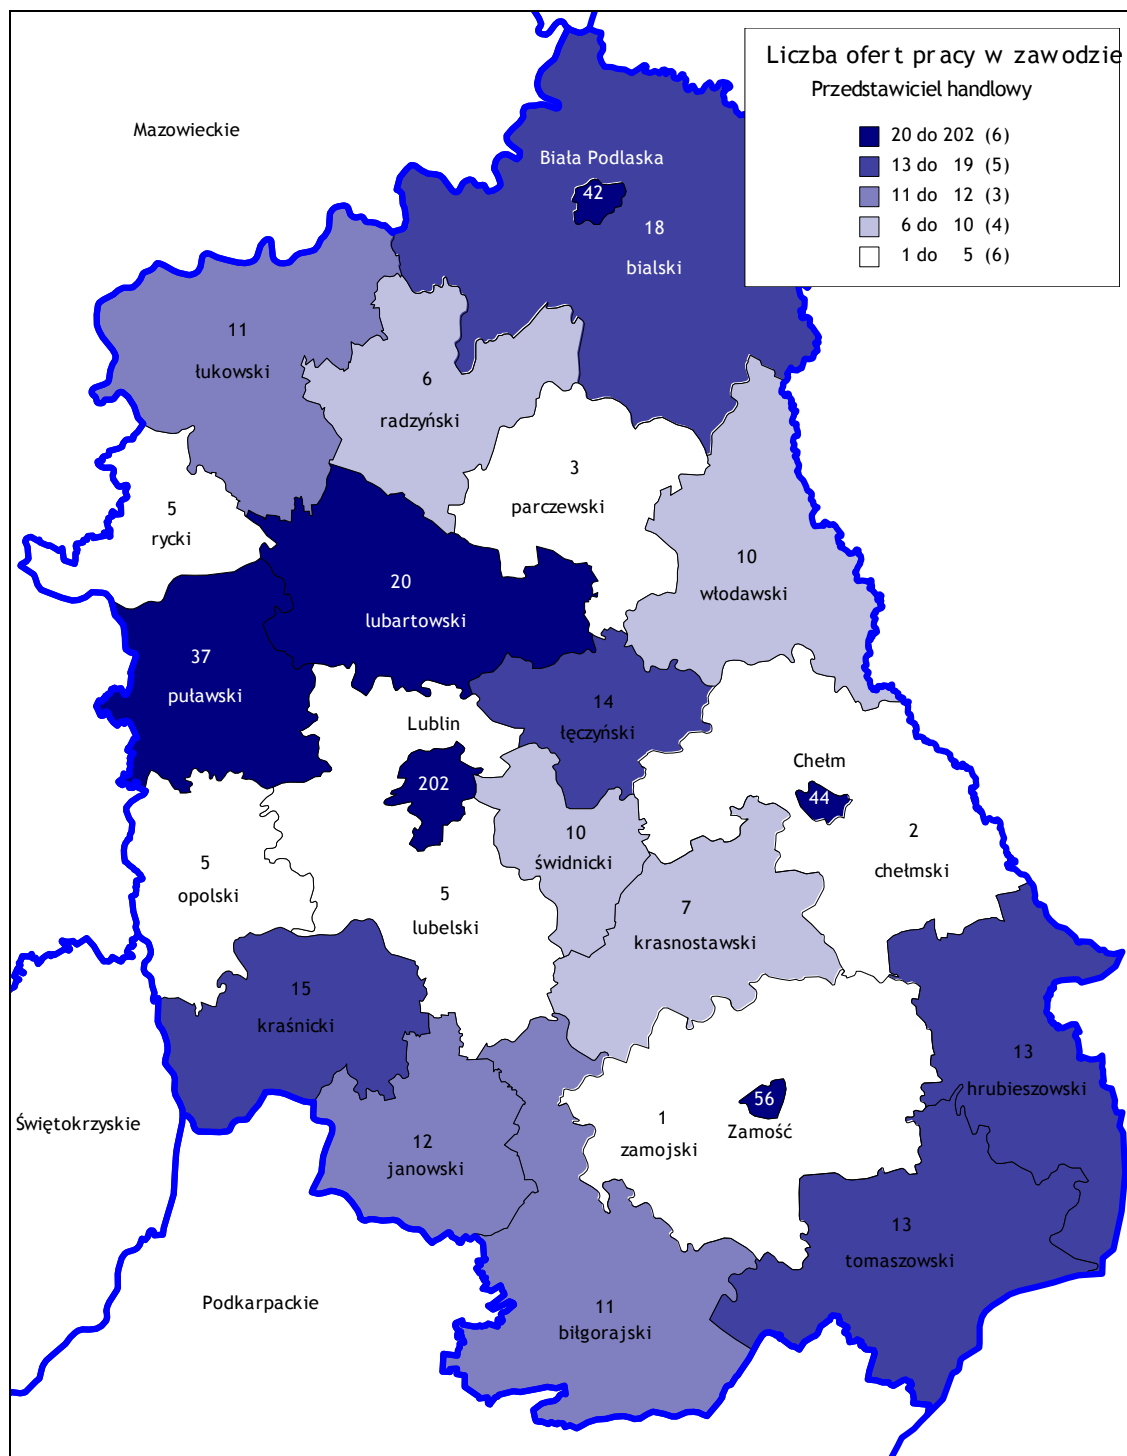 Liczba ofert pracy w zawodzie
Przedstawiciel handlowy
20 do 202 (6)
13 do 19 (5)
11 do 12 (3)
6 do 10 (4)
1 do 5 (6)
Mazowieckie
Biała Podlaska
42
18
bialski
11
łukowski
6
radzyński
3
parczewski
5
rycki
10
włodawski
20
lubartowski
37
puławski
14
łęczyński
Lublin
202
Chełm
44
10
świdnicki
2
chełmski
5
opolski
5
lubelski
7
krasnostawski
15
kraśnicki
13
hrubieszowski
56
Zamość
1
zamojski
Świętokrzyskie
12
janowski
13
tomaszowski
Podkarpackie
11
biłgorajski